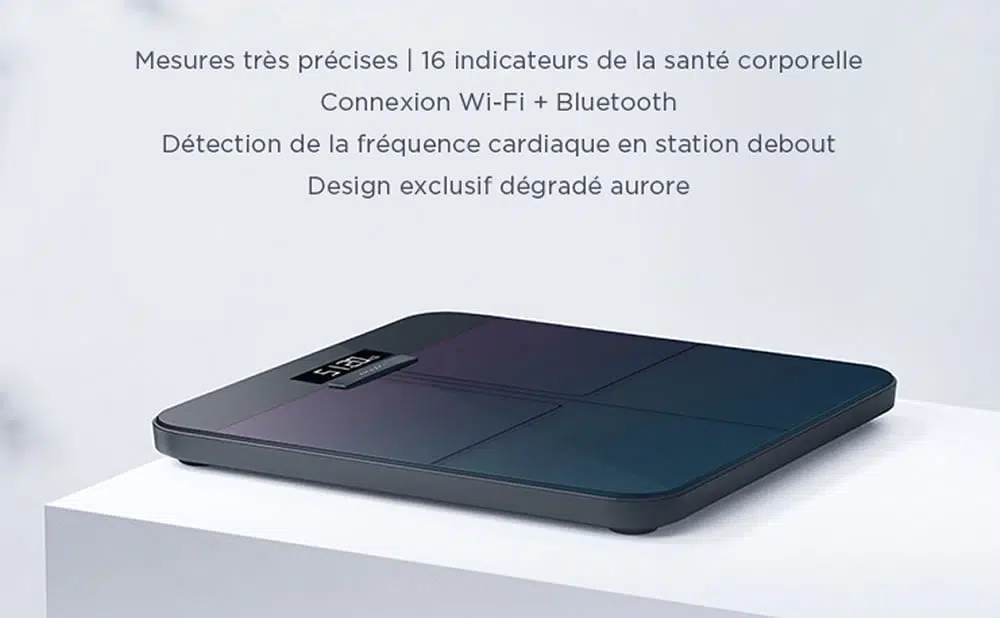 Mesures très précises | 16 indicateurs de la santé corporelle
Connexion Wi-Fi + Bluetooth
Détection de la fréquence cardiaque en station debout
Design exclusif dégradé aurore